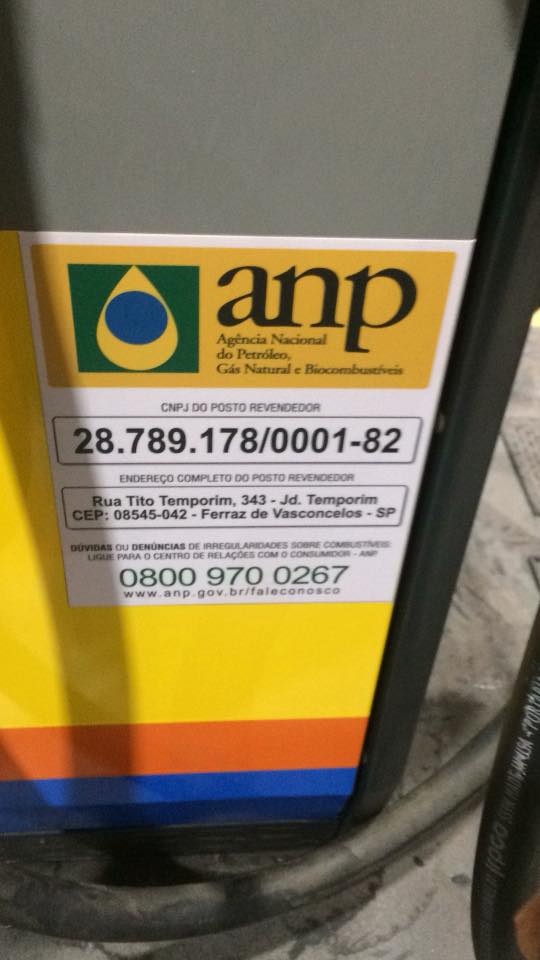 anp
Agência Nacional
do Petróleo,
Gás Natural e Biocombustíveis
CNPJ DO POSTO REVENDEDOR
28.789.178/0001-82
ENDEREÇO COMPLETO DO POSTO REVENDEDOR
Rua Tito Temporim, 343 - Jd. Temporim
CEP: 08545-042 - Ferraz de Vasconcelos - SP
DÚVIDAS OU DENÚNCIAS DE IRREGULARIDADES SOBRE COMBUSTÍVEIS:
LIGUE PARA O CENTRO DE RELAÇÕES COM O CONSUMIDOR - ANP
0800 970 0267
www.anp.gov.br/faleconosco